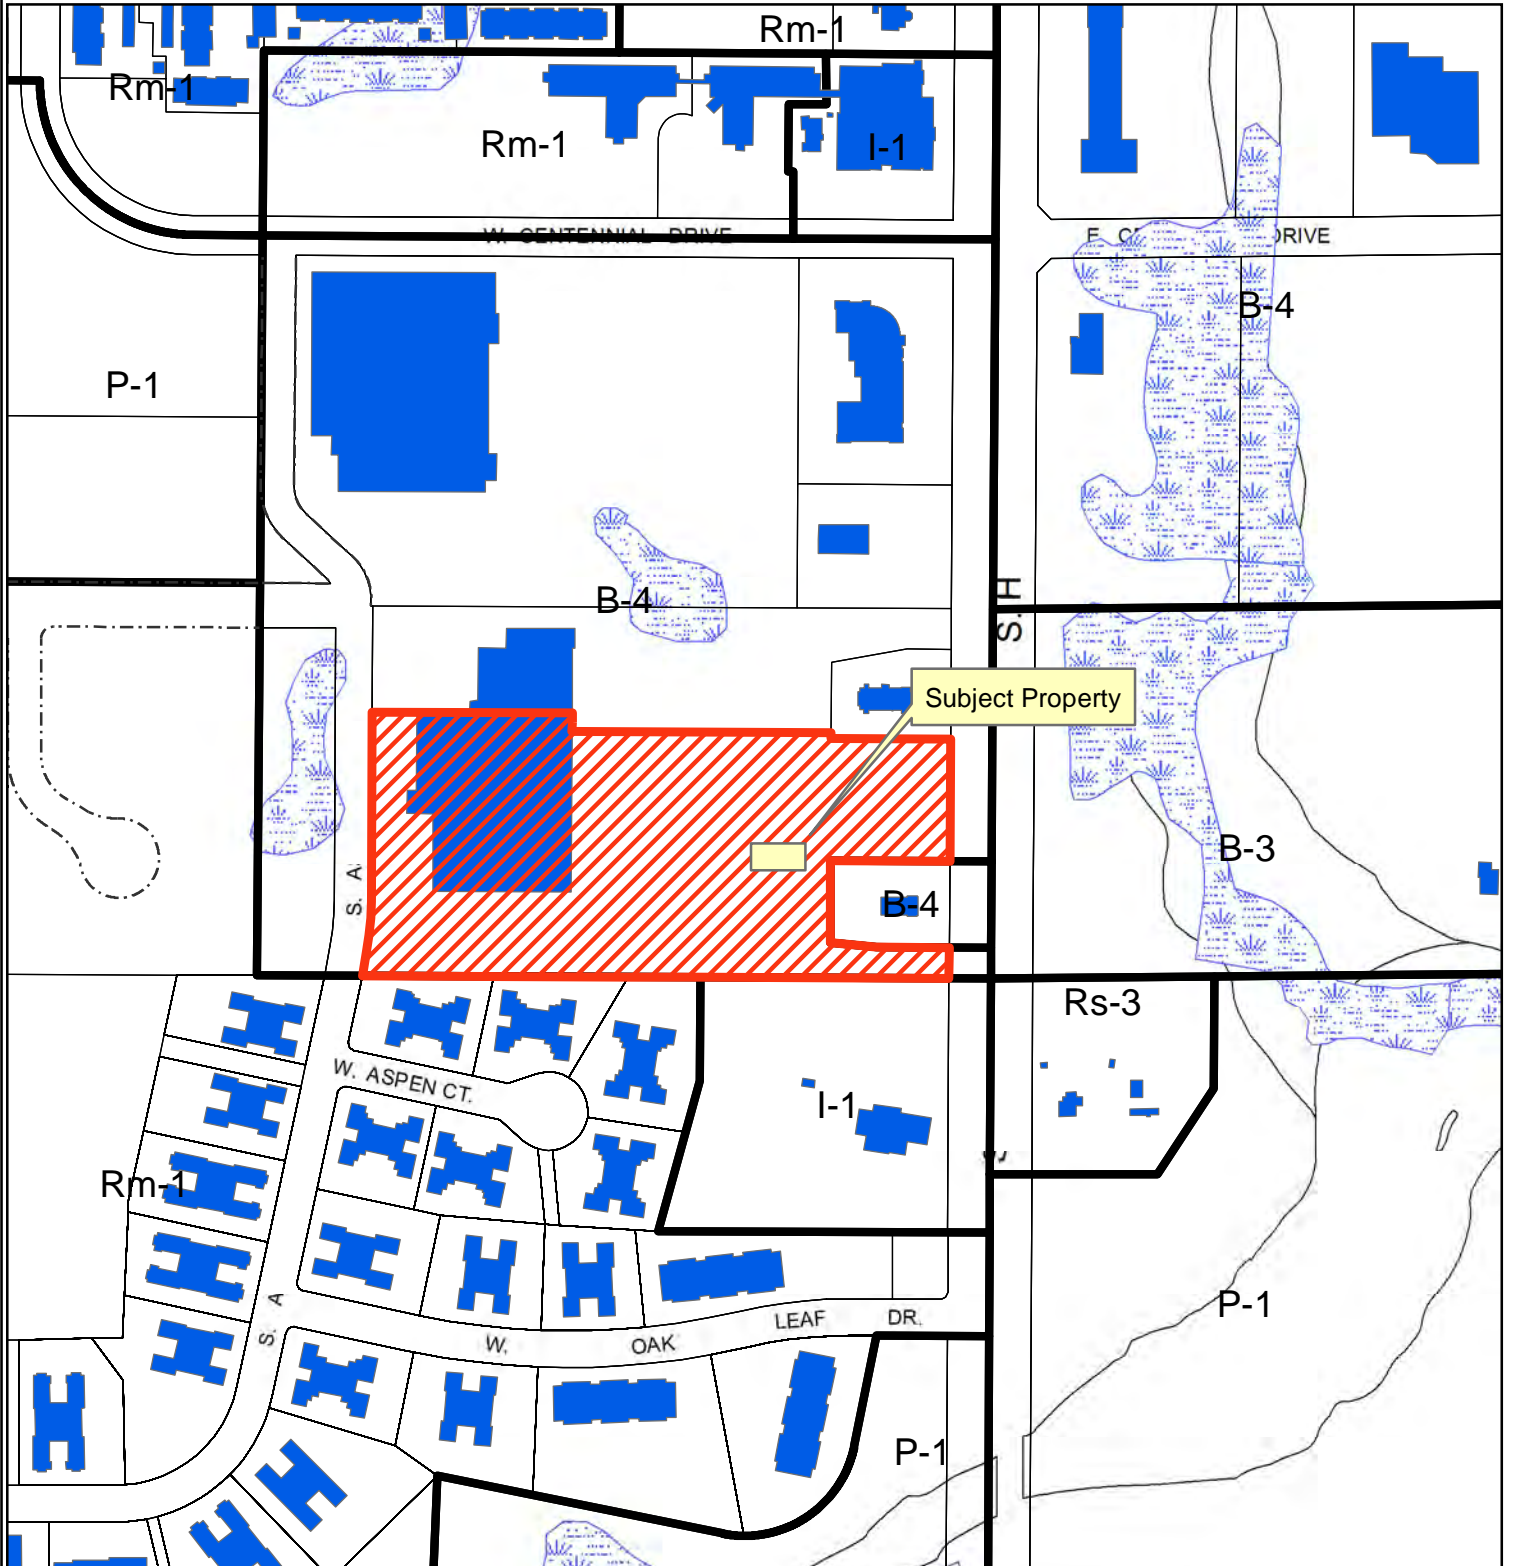 Rm-1
Rm-1
Rm-1
I-1
W. CENTENNIAL DRIVE
E. C DRIVE
B-4
P-1
B-4
S. H
Subject Property
B-3
S. A
B-4
Rs-3
W. ASPEN CT.
I-1
Rm-1
S. A
P-1
W. OAK LEAF DR.
P-1